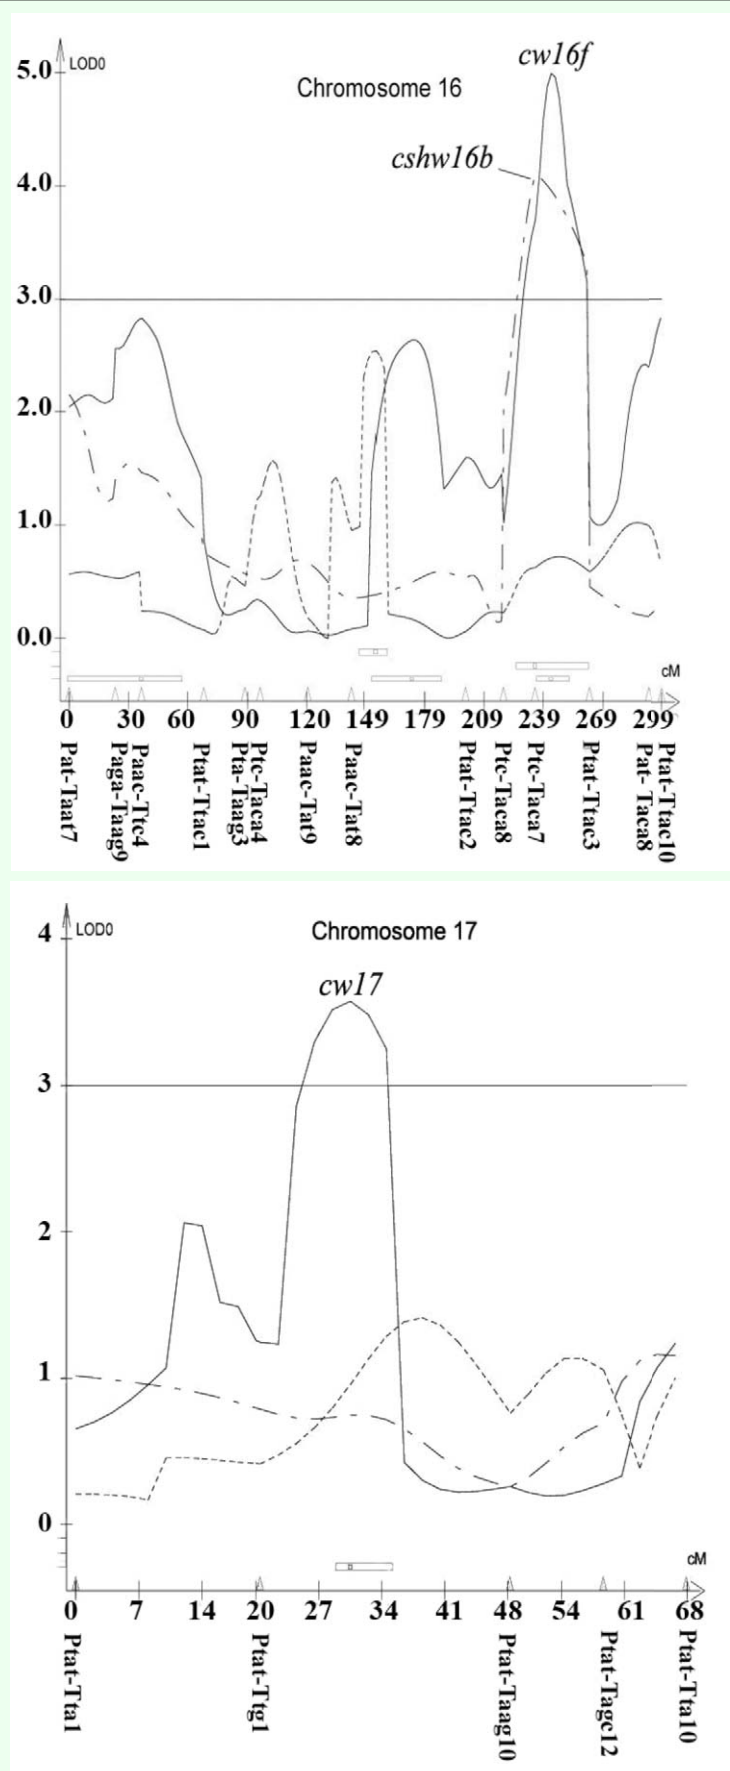 LOD0
Chromosome 16
cw16f
cshw16b
5.0
4.0
3.0
2.0
1.0
0.0
cM
0 30 60 90 120 149 179 209 239 269 299
Pat-Taat7
Paga-Taag9
Paac-Ttc4
Ptat-Ttac1
Pta-Taag3
Ptc-Taca4
Paac-Tat9
Paac-Tat8
Ptat-Ttac2
Ptc-Taca8
Ptc-Taca7
Ptat-Ttac3
Pat- Taca8
Ptat-Ttac10
LOD0
Chromosome 17
cw17
4
3
2
1
0
cM
0 7 14 20 27 34 41 48 54 61 68
Ptat-Tta1
Ptat-Ttg1
Ptat-Taag10
Ptat-Tagc12
Ptat-Tta10